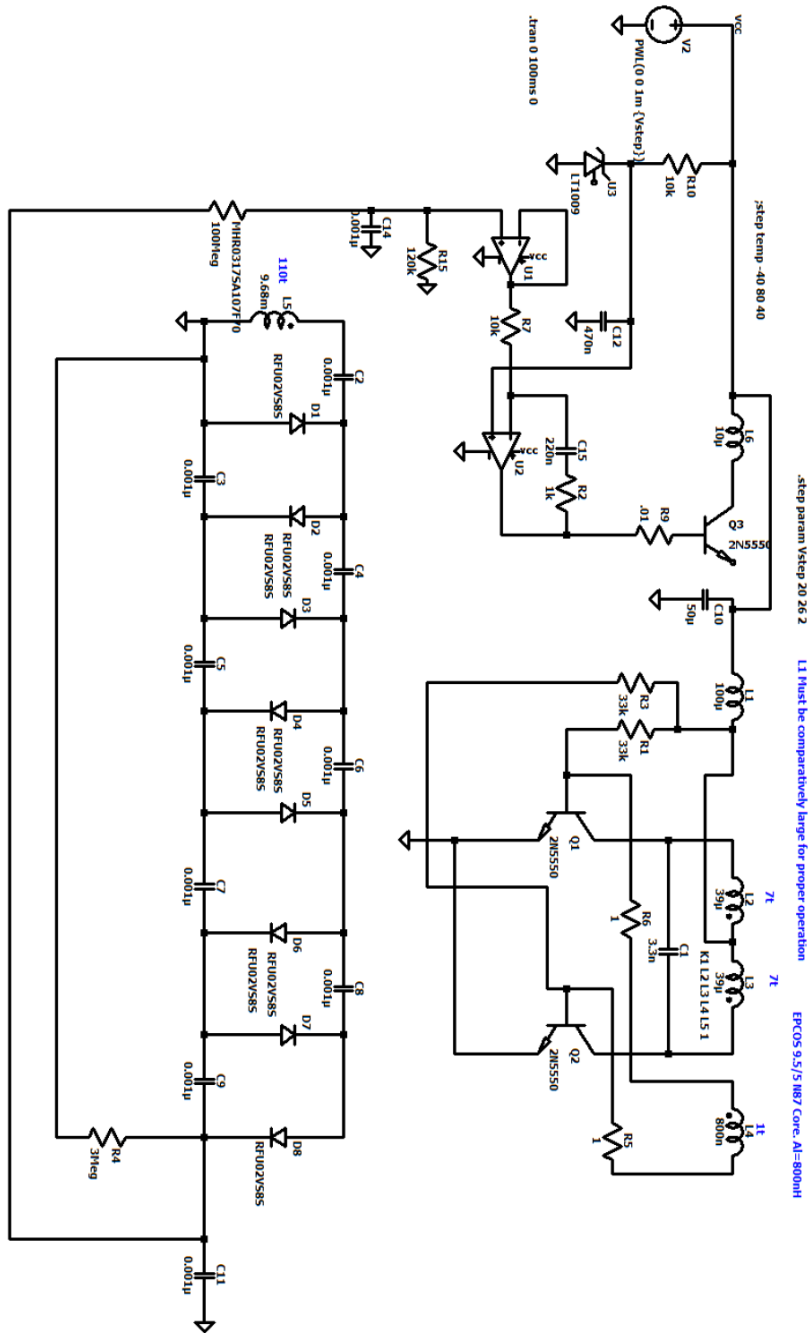 .step param Vstep 20 26 2
L1 Must be comparatively large for proper operation
EPCOS 9.5/5 N87 Core. Al=800nH
;step temp -40 80 40
7t
7t
1t
VCC
L6
10µ
L1
100µ
L2
39µ
L3
39µ
K1 L2 L3 L4 L5 1
L4
800n
V2
PWL(0 0 1m {Vstep})
R10
10k
Q3
2N5550
C10
50µ
R9
.01
R3
33k
R1
33k
C1
3.3n
R6
1
R5
1
Q1
2N5550
Q2
2N5550
U3
LT1009
C12
470n
C15
220n
R2
1k
.tran 0 100ms 0
vcc
U1
R7
10k
vcc
U2
R15
120k
C14
0.001µ
MHR0317SA107F70
100Meg
110t
L5
9.68m
C2
0.001µ
C4
0.001µ
C6
0.001µ
C8
0.001µ
D1
RFU02VS8S
D2
RFU02VS8S
D3
RFU02VS8S
D4
RFU02VS8S
D5
RFU02VS8S
D6
RFU02VS8S
D7
RFU02VS8S
D8
RFU02VS8S
C3
0.001µ
C5
0.001µ
C7
0.001µ
C9
0.001µ
C11
0.001µ
R4
3Meg